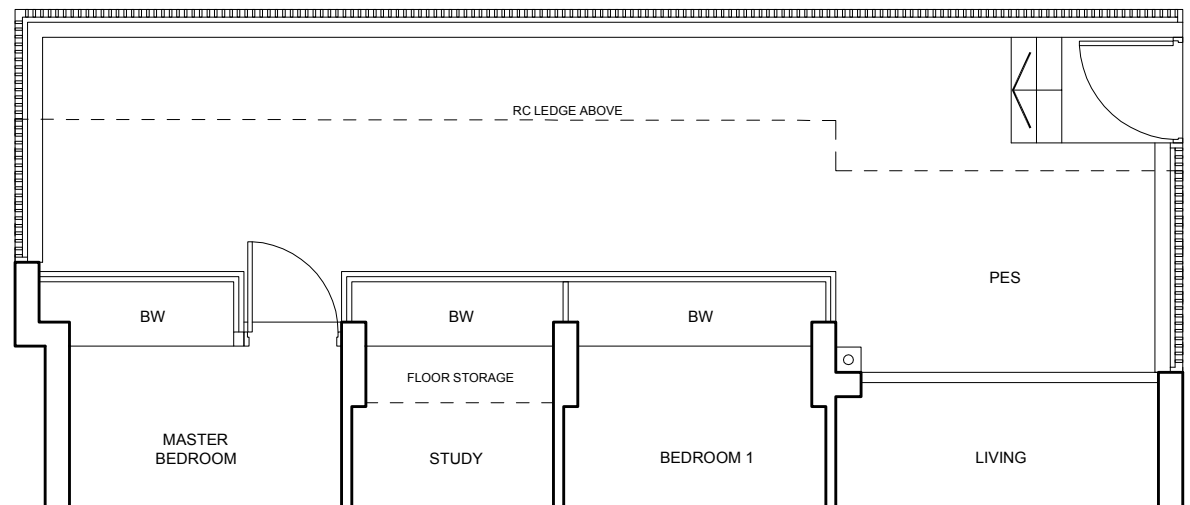 RC LEDGE ABOVE
PES
BW
BW
BW
FLOOR STORAGE
MASTER
BEDROOM
STUDY
BEDROOM 1
LIVING